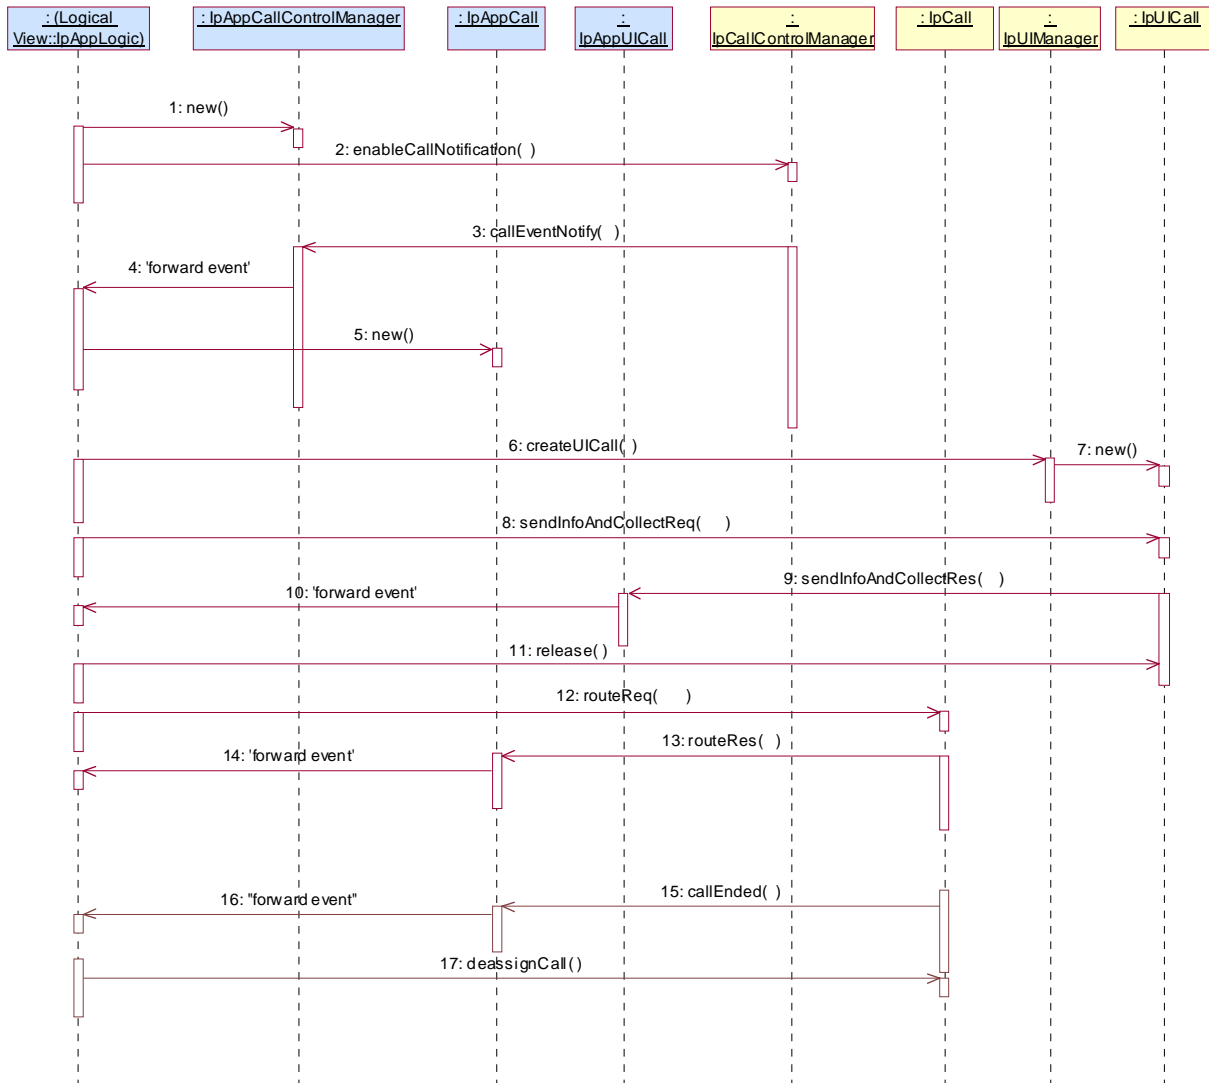 : (Logical
View::IpAppLogic)
: IpAppCallControlManager
: IpAppCall
:
IpAppUICall
:
IpCallControlManager
: IpCall
:
IpUIManager
: IpUICall
1: new()
2: enableCallNotification( )
3: callEventNotify( )
4: 'forward event'
5: new()
6: createUICall( )
7: new()
8: sendInfoAndCollectReq( )
9: sendInfoAndCollectRes( )
10: 'forward event'
11: release( )
12: routeReq( )
13: routeRes( )
14: 'forward event'
15: callEnded( )
16: "forward event"
17: deassignCall( )